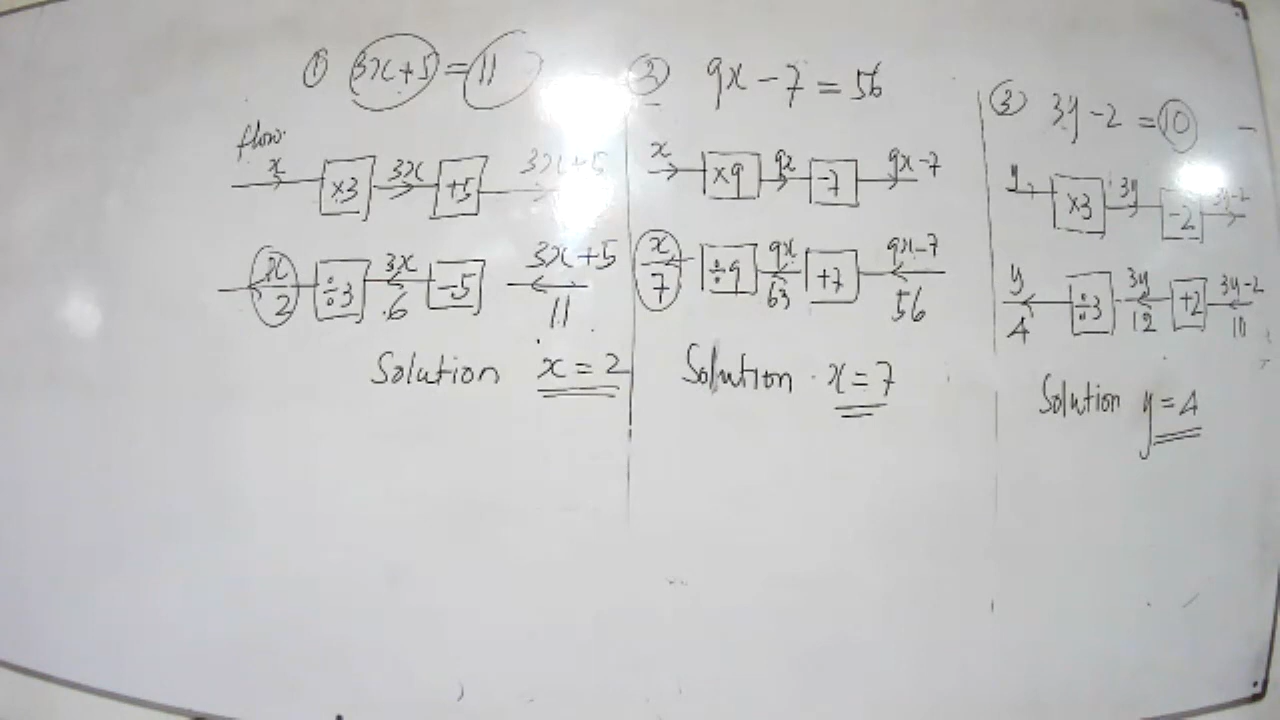 ① 3x+5 = 11
flow
x ×3 3x +5 3x+5
x ÷3 3x -5 3x+5
2 6 11
Solution x = 2
② 9x - 7 = 56
x ×9 9x -7 9x-7
x ÷9 9x +7 9x-7
7 63 56
Solution x = 7
③ 3y - 2 = 10
y ×3 3y -2 3y-2
y ÷3 3y +2 3y-2
4 12 10
Solution y = 4